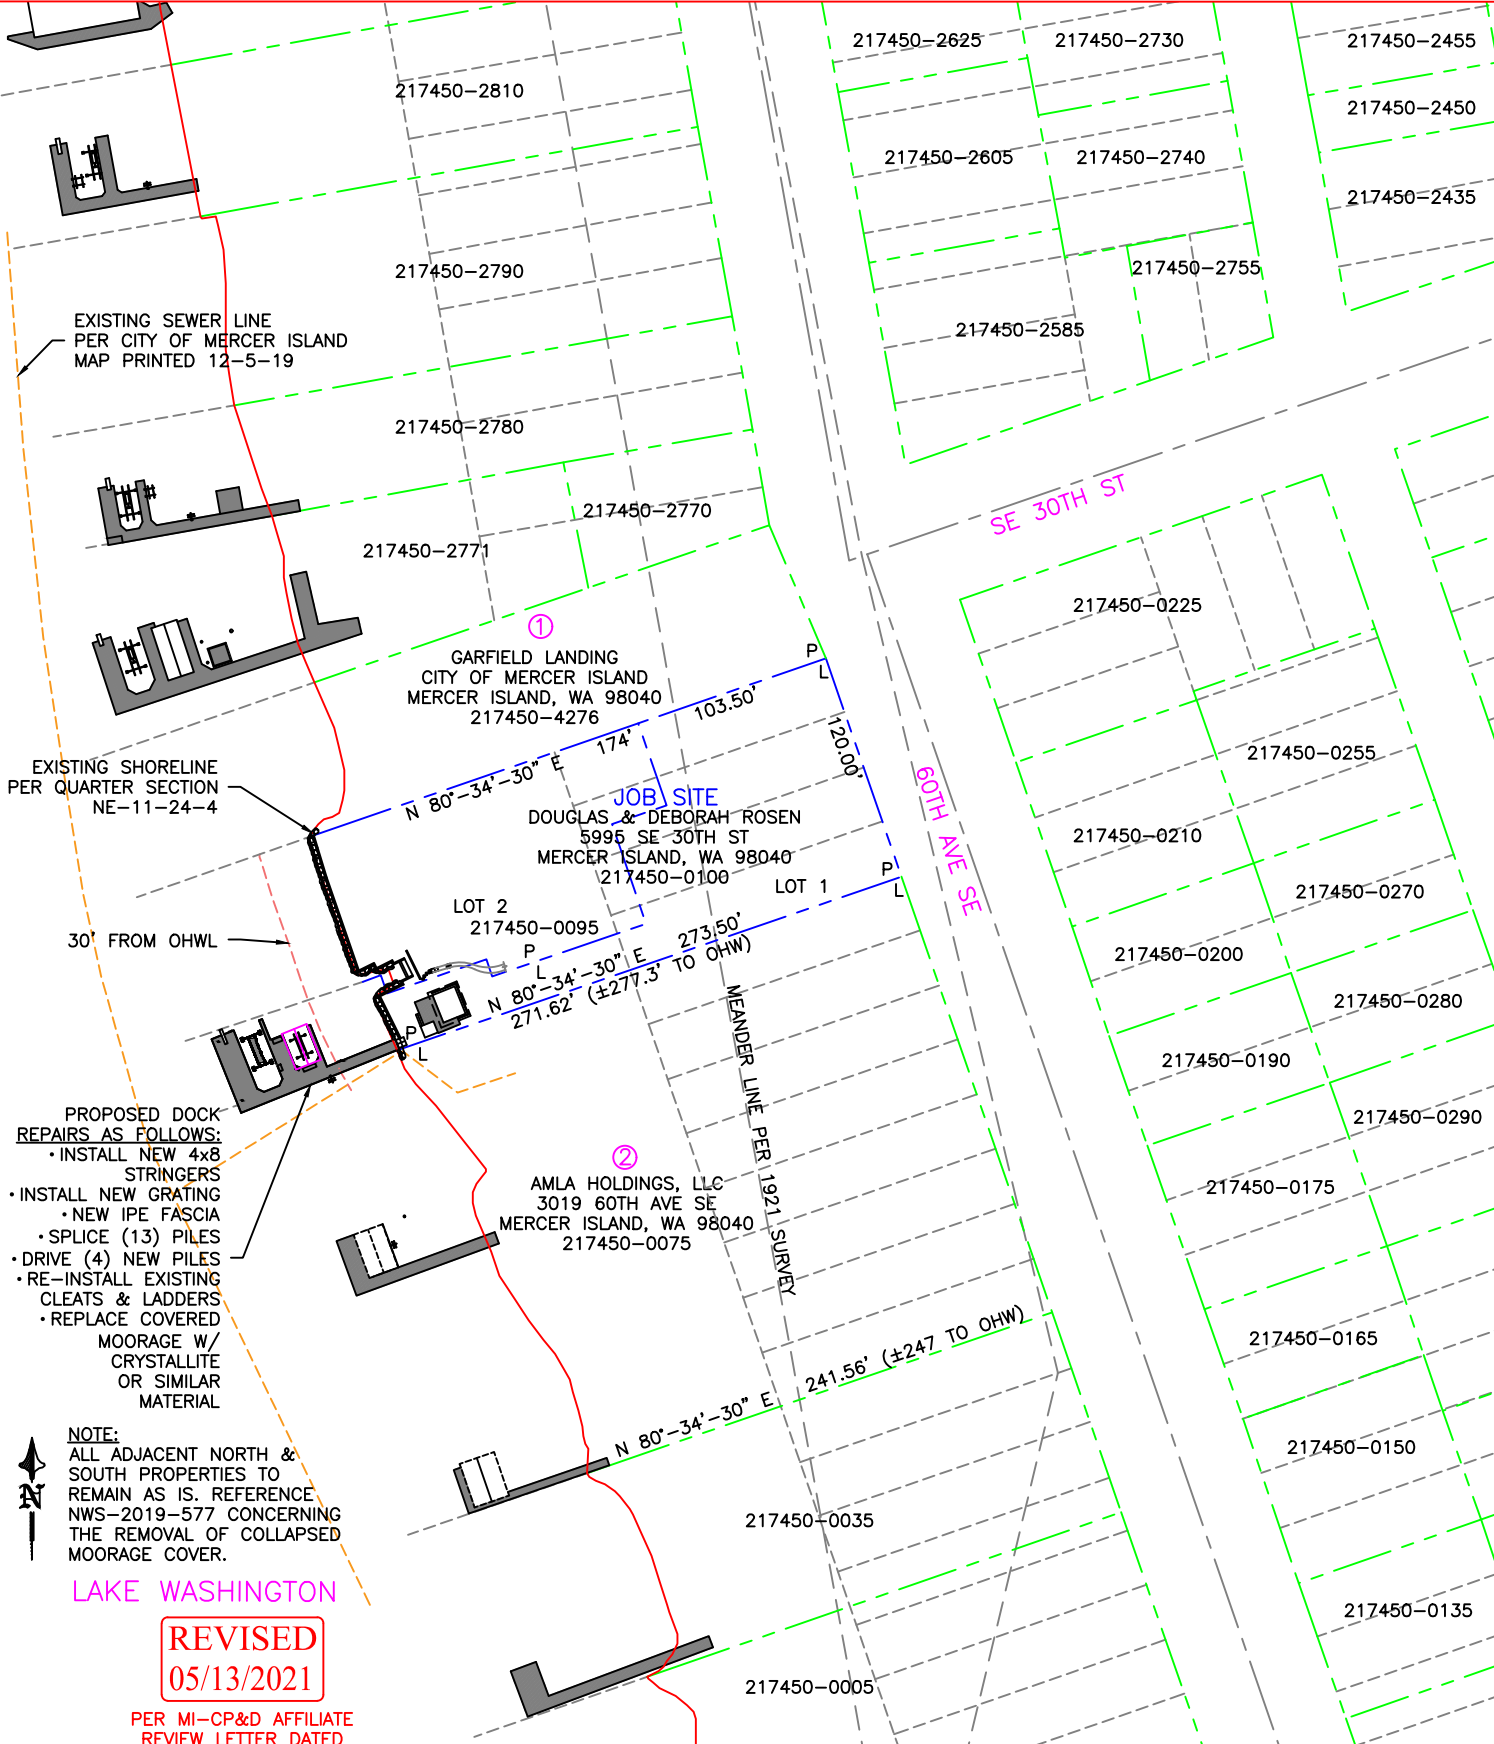 217450-2625
217450-2730
217450-2455
217450-2810
217450-2450
217450-2605
217450-2740
217450-2435
217450-2790
217450-2755
EXISTING SEWER LINE
PER CITY OF MERCER ISLAND
MAP PRINTED 12-5-19
217450-2585
217450-2780
SE 30TH ST
217450-2770
217450-2771
217450-0225
1
GARFIELD LANDING
CITY OF MERCER ISLAND
MERCER ISLAND, WA 98040
217450-4276
P
L
103.50'
174'
120.00'
N 80°-34'-30" E
EXISTING SHORELINE
PER QUARTER SECTION
NE-11-24-4
217450-0255
60TH AVE SE
JOB SITE
DOUGLAS & DEBORAH ROSEN
5995 SE 30TH ST
MERCER ISLAND, WA 98040
217450-0100
217450-0210
P
L
LOT 1
217450-0270
LOT 2
217450-0095
30' FROM OHWL
P
L
273.50'
N 80°-34'-30" E
271.62' (±277.3' TO OHW)
217450-0200
217450-0280
P
L
MEANDER LINE PER 1921 SURVEY
217450-0190
217450-0290
PROPOSED DOCK
REPAIRS AS FOLLOWS:
•INSTALL NEW 4x8
STRINGERS
•INSTALL NEW GRATING
•NEW IPE FASCIA
•SPLICE (13) PILES
•DRIVE (4) NEW PILES
•RE-INSTALL EXISTING
CLEATS & LADDERS
•REPLACE COVERED
MOORAGE W/
CRYSTALLITE
OR SIMILAR
MATERIAL
2
AMLA HOLDINGS, LLC
3019 60TH AVE SE
MERCER ISLAND, WA 98040
217450-0075
217450-0175
217450-0165
N 80°-34'-30" E
241.56' (±247 TO OHW)
217450-0150
NOTE:
ALL ADJACENT NORTH &
SOUTH PROPERTIES TO
REMAIN AS IS. REFERENCE
NWS-2019-577 CONCERNING
THE REMOVAL OF COLLAPSED
MOORAGE COVER.
N
217450-0035
LAKE WASHINGTON
217450-0135
REVISED
05/13/2021
217450-0005
PER MI-CP&D AFFILIATE
REVIEW LETTER DATED